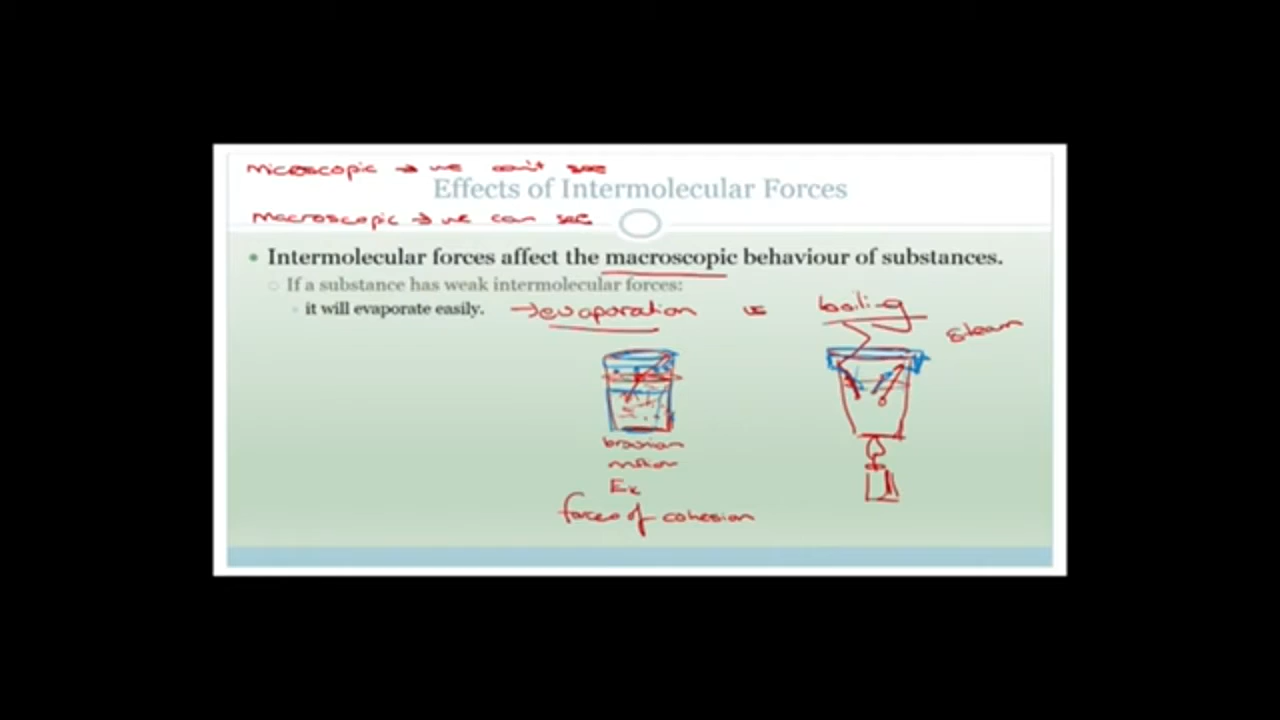 Microscopic → we can't see
Effects of Intermolecular Forces
Macroscopic → we can see
• Intermolecular forces affect the macroscopic behaviour of substances.
○ If a substance has weak intermolecular forces:
• it will evaporate easily. → evaporation vs boiling
steam
brownian
motion
Ek
forces of cohesion